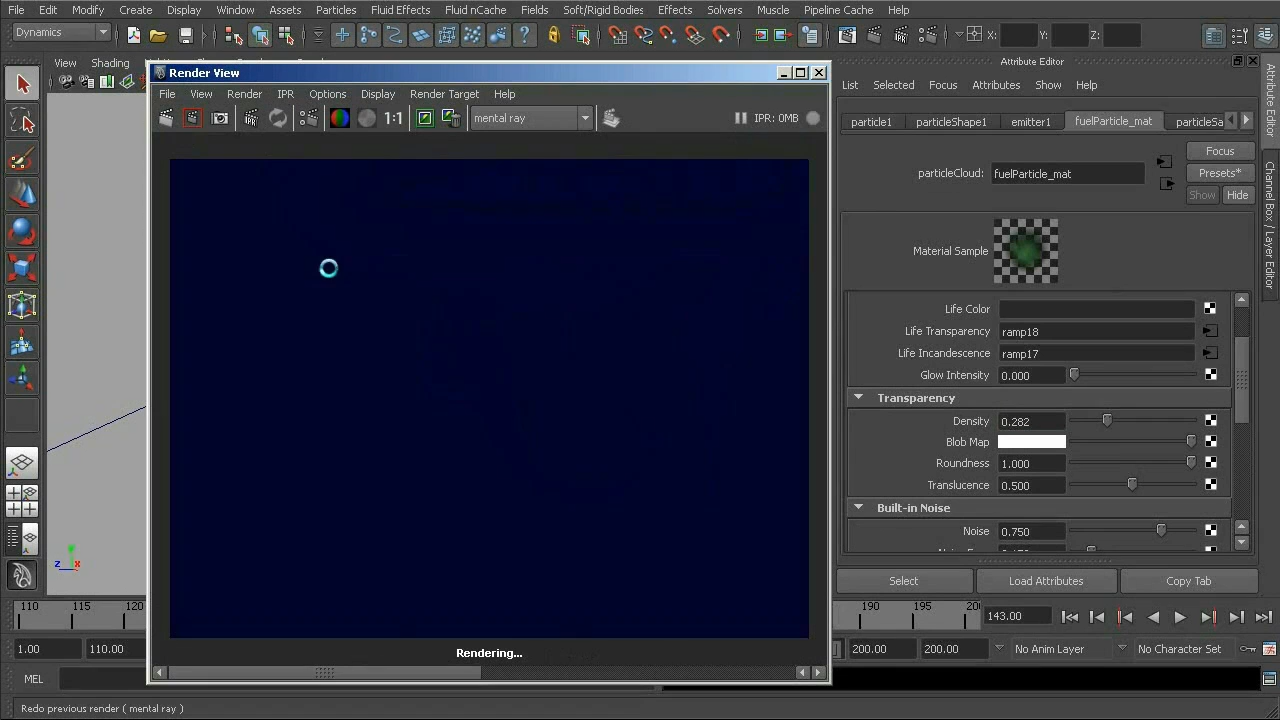 File Edit Modify Create Display Window Assets Particles Fluid Effects Fluid nCache Fields Soft/Rigid Bodies Effects Solvers Muscle Pipeline Cache Help
Dynamics
X: Y: Z:
View Shading
Render View
File View Render IPR Options Display Render Target Help
1:1 mental ray IPR: 0MB
Rendering...
Attribute Editor
List Selected Focus Attributes Show Help
particle1 particleShape1 emitter1 fuelParticle_mat particleSa
particleCloud: fuelParticle_mat
Focus
Presets*
Show Hide
Material Sample
Life Color
Life Transparency ramp18
Life Incandescence ramp17
Glow Intensity 0.000
Transparency
Density 0.282
Blob Map
Roundness 1.000
Translucence 0.500
Built-in Noise
Noise 0.750
Select Load Attributes Copy Tab
Attribute Editor
Channel Box / Layer Editor
z x
110 115 120 190 195 200 143.00
1.00 110.00 200.00 200.00 No Anim Layer No Character Set
MEL
Redo previous render ( mental ray )